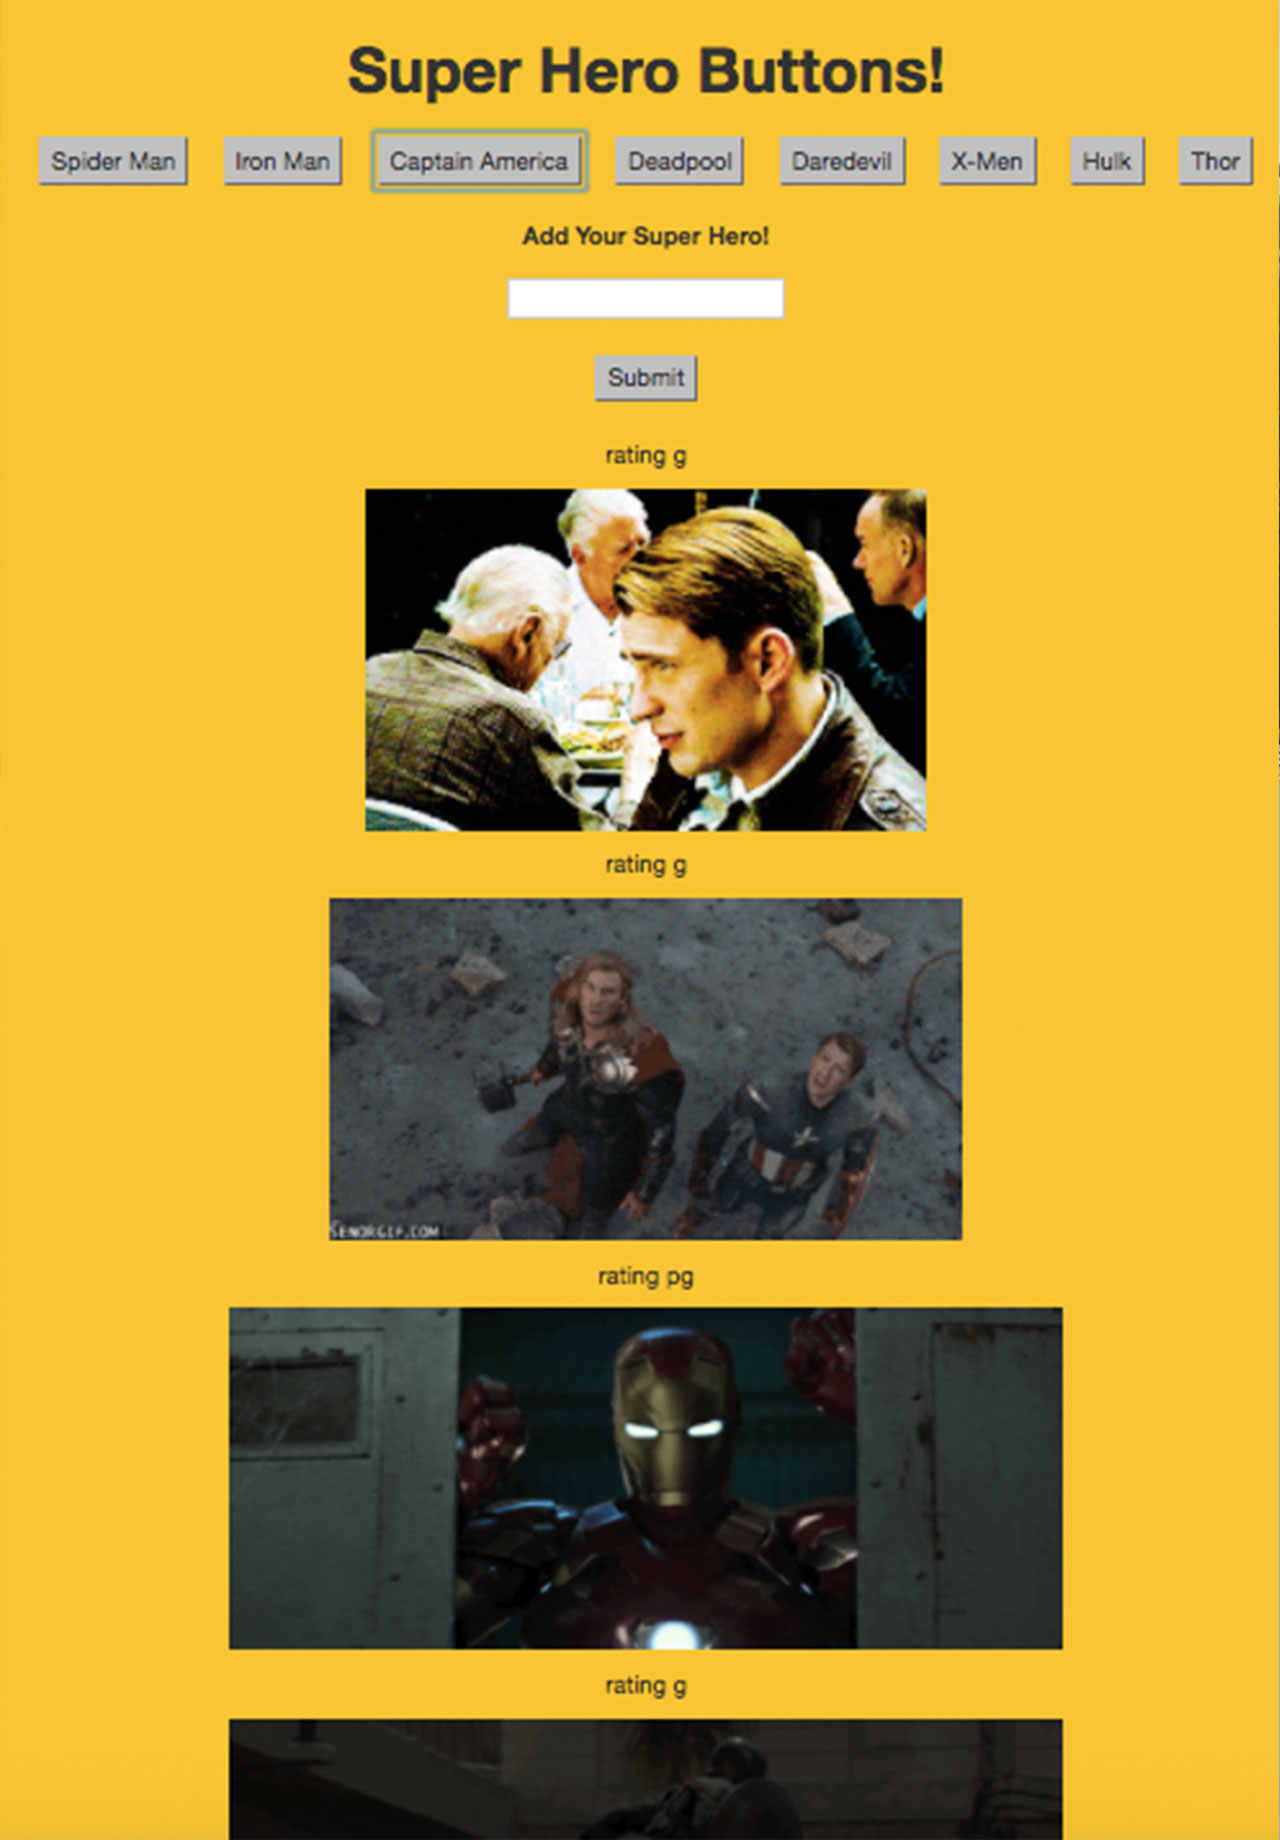 Super Hero Buttons!
Spider Man Iron Man Captain America Deadpool Daredevil X-Men Hulk Thor
Add Your Super Hero!
Submit
rating g
rating g
SENORGIF.COM
rating pg
rating g